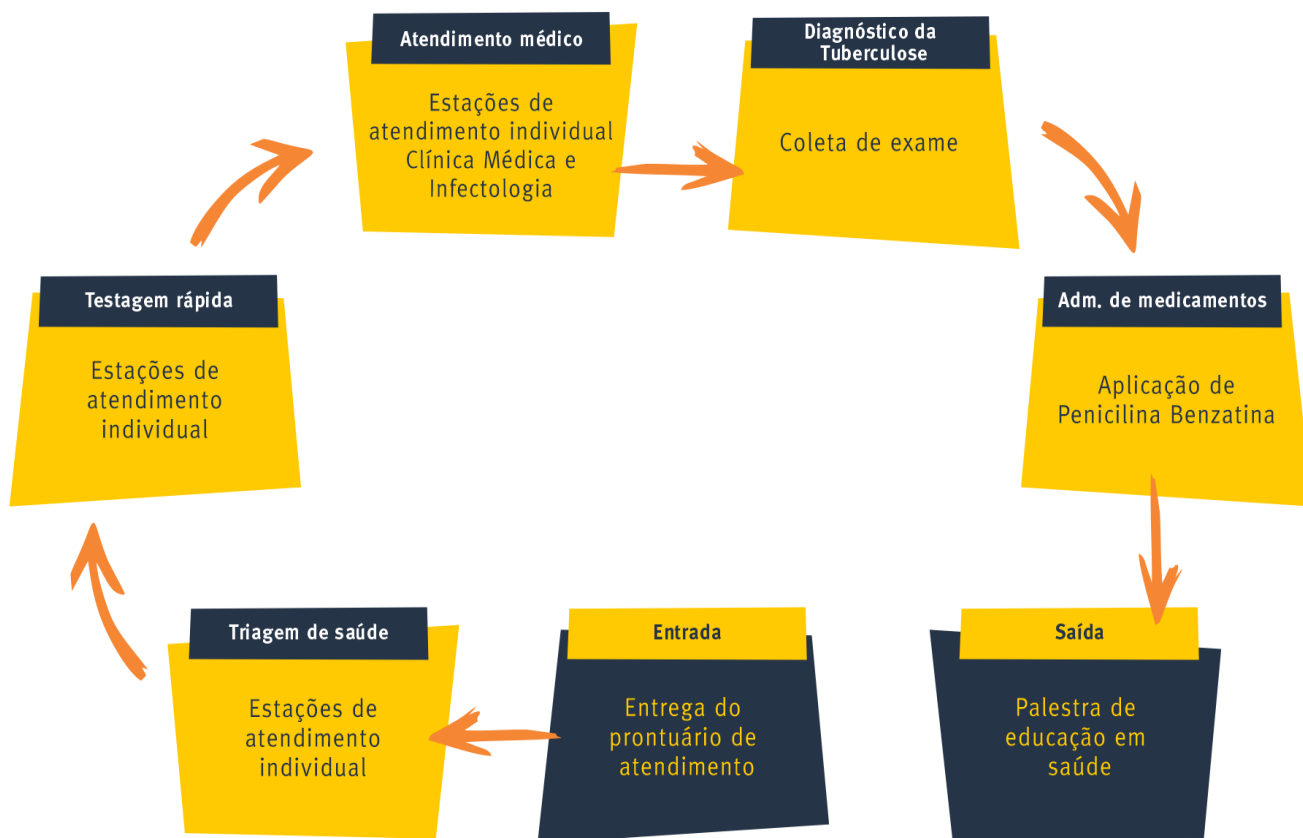 Atendimento médico
Estações de
atendimento individual
Clínica Médica e
Infectologia
Diagnóstico da
Tuberculose
Coleta de exame
Testagem rápida
Estações de
atendimento
individual
Adm. de medicamentos
Aplicação de
Penicilina Benzatina
Triagem de saúde
Estações de
atendimento
individual
Entrada
Entrega do
prontuário de
atendimento
Saída
Palestra de
educação em
saúde